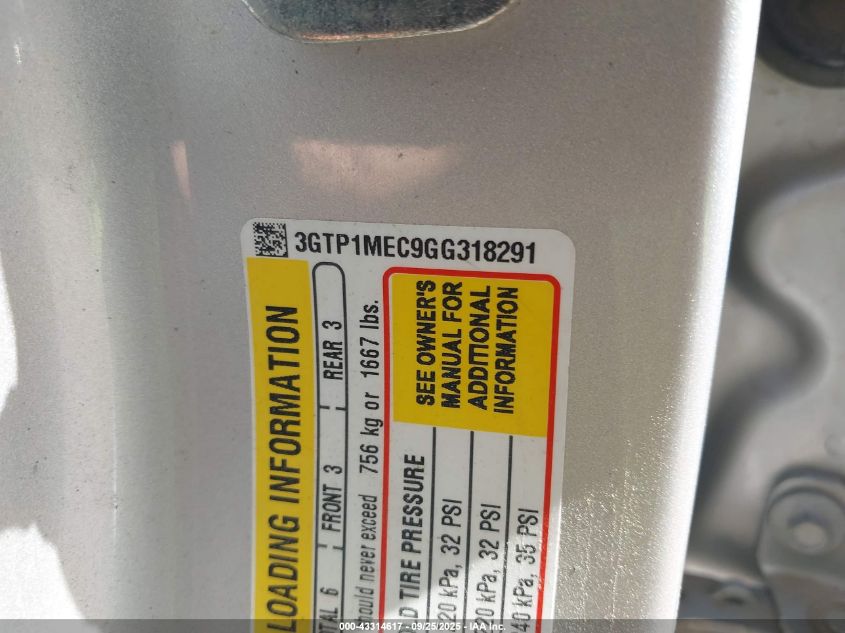 3GTP1MEC9GG318291
LOADING INFORMATION
6 FRONT 3 REAR 3
never exceed 756 kg or 1667 lbs.
TIRE PRESSURE
SEE OWNER'S
MANUAL FOR
ADDITIONAL
INFORMATION
kPa, 32 PSI
kPa, 32 PSI
kPa, 35 PSI
000-43314617 - 09/25/2025 - IAA Inc.